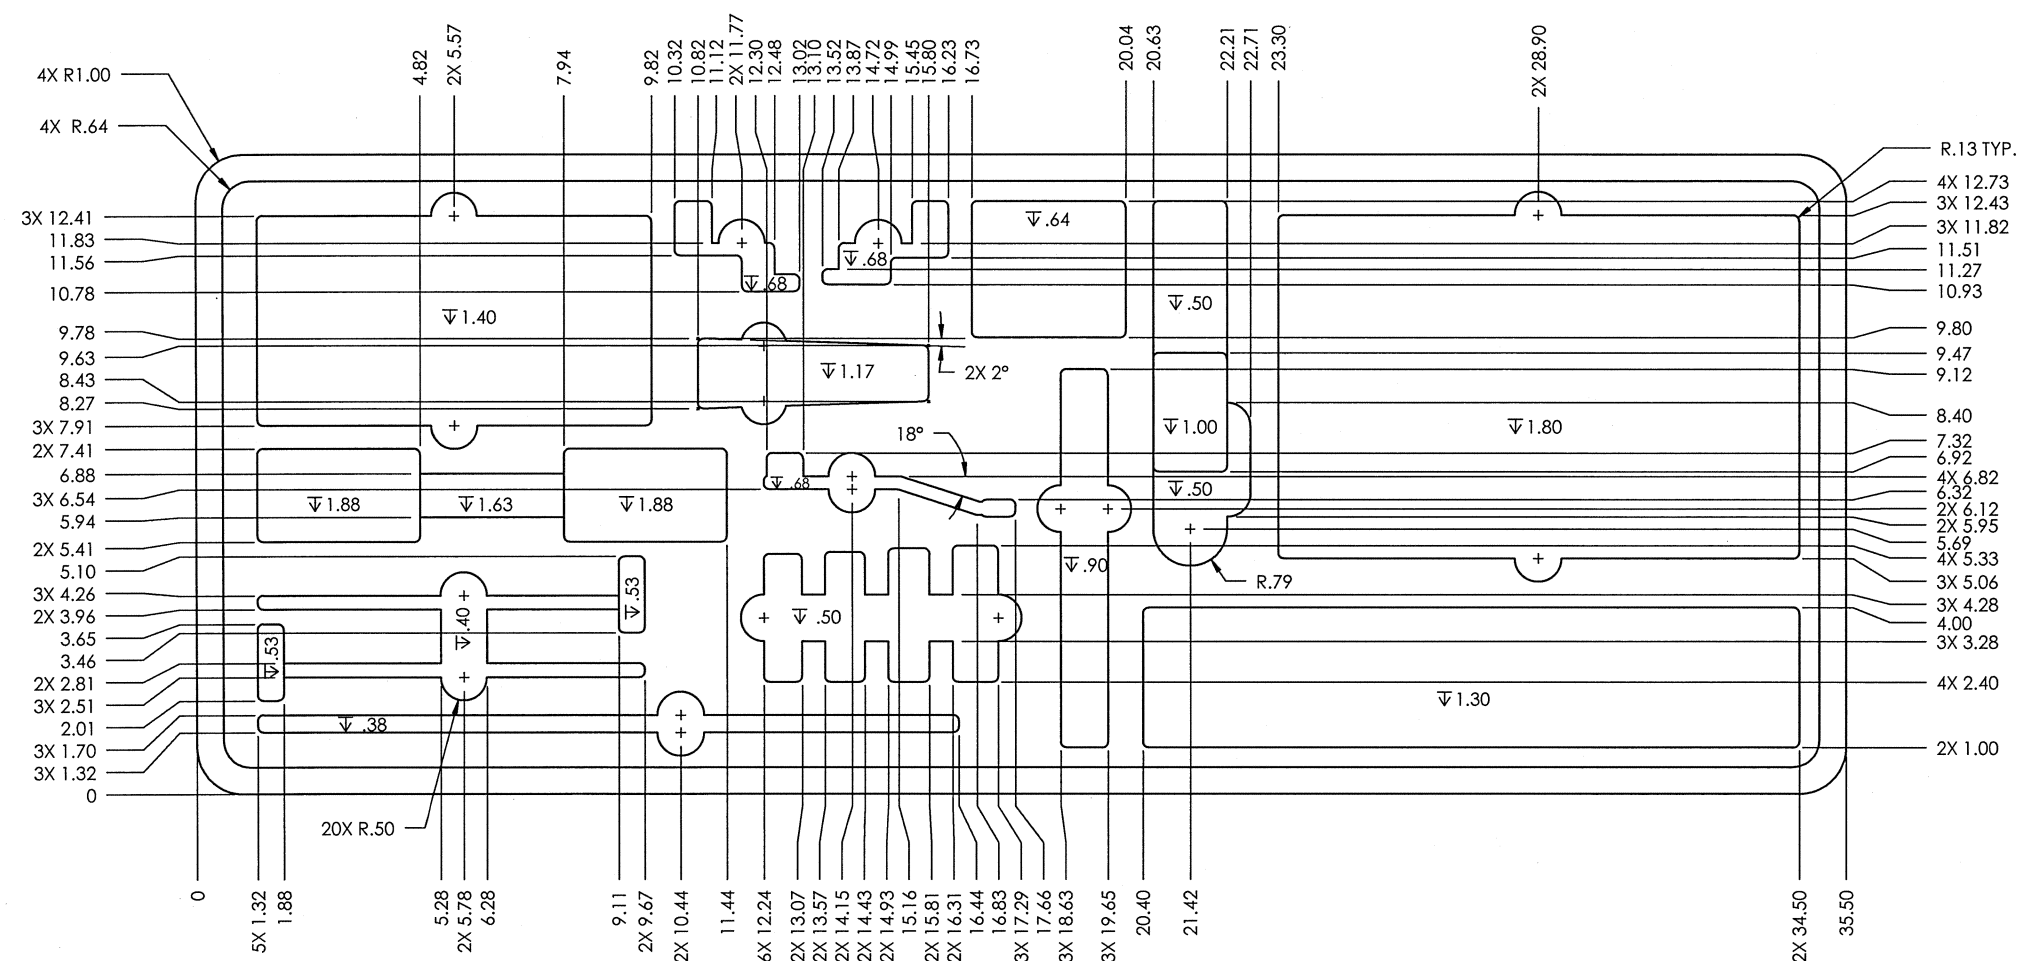 4.82
2X 5.57
7.94
9.82
10.32
10.82
11.12
2X 11.77
12.30
12.48
13.02
13.10
13.52
13.87
14.72
14.99
15.45
15.80
16.23
16.73
20.04
20.63
22.21
22.71
23.30
2X 28.90
4X R1.00
4X R.64
R.13 TYP.
3X 12.41
11.83
11.56
10.78
9.78
9.63
8.43
8.27
3X 7.91
2X 7.41
6.88
3X 6.54
5.94
2X 5.41
5.10
3X 4.26
2X 3.96
3.65
3.46
2X 2.81
3X 2.51
2.01
3X 1.70
3X 1.32
0
4X 12.73
3X 12.43
3X 11.82
11.51
11.27
10.93
9.80
9.47
9.12
8.40
7.32
6.92
4X 6.82
6.32
2X 6.12
2X 5.95
5.69
4X 5.33
3X 5.06
3X 4.28
4.00
3X 3.28
4X 2.40
2X 1.00
↧.64
↧.68
↧.68
↧.50
↧1.40
↧1.17
2X 2°
↧1.00
↧1.80
18°
↧.68
↧.50
↧1.88
↧1.63
↧1.88
↧.90
R.79
↧.53
↧.40
↧.50
↧.53
↧1.30
↧.38
20X R.50
0
5X 1.32
1.88
5.28
2X 5.78
6.28
9.11
2X 9.67
2X 10.44
11.44
6X 12.24
2X 13.07
2X 13.57
2X 14.15
2X 14.43
2X 14.93
15.16
2X 15.81
2X 16.31
16.44
16.83
3X 17.29
17.66
3X 18.63
3X 19.65
20.40
21.42
2X 34.50
35.50